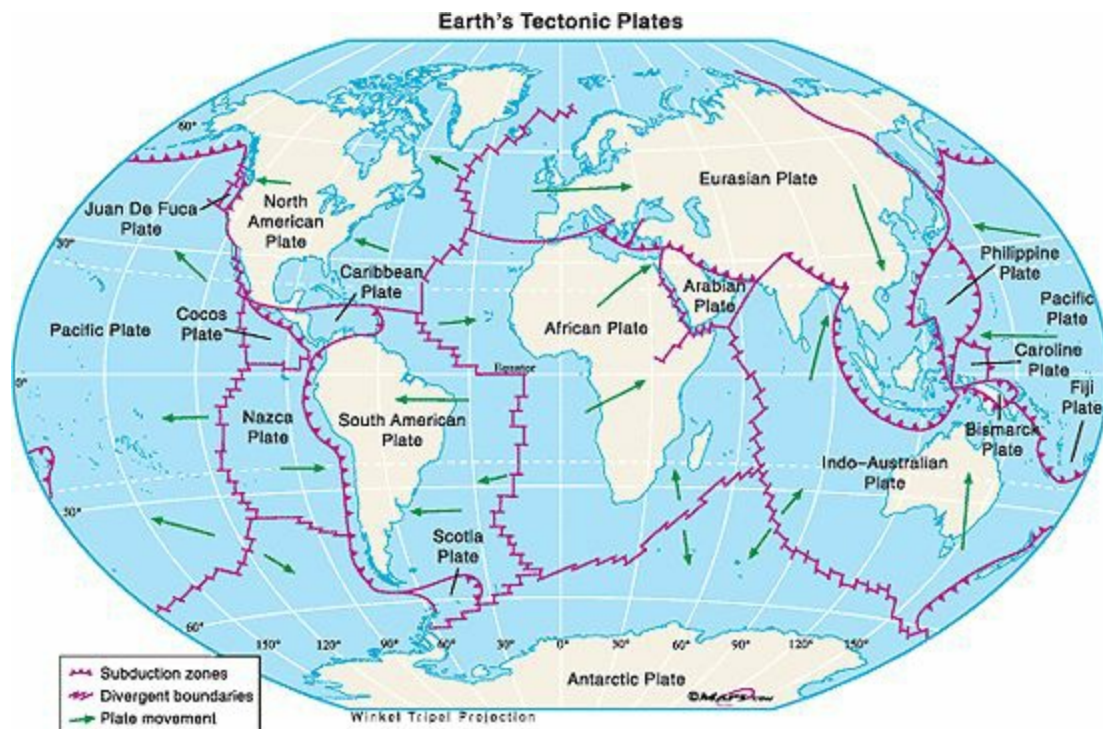 Earth's Tectonic Plates
60°
Eurasian Plate
Juan De Fuca
Plate
North
American
Plate
30°
Caribbean
Plate
Arabian
Plate
Philippine
Plate
Cocos
Plate
Pacific Plate
African Plate
Pacific
Plate
Caroline
Plate
Equator
0°
Fiji
Plate
Nazca
Plate
South American
Plate
Bismarck
Plate
Indo-Australian
Plate
30°
Scotia
Plate
60°
150° 120° 90° 60° 30° 0° 30° 60° 90° 120° 150°
Antarctic Plate
Subduction zones
Divergent boundaries
Plate movement
Winkel Tripel Projection